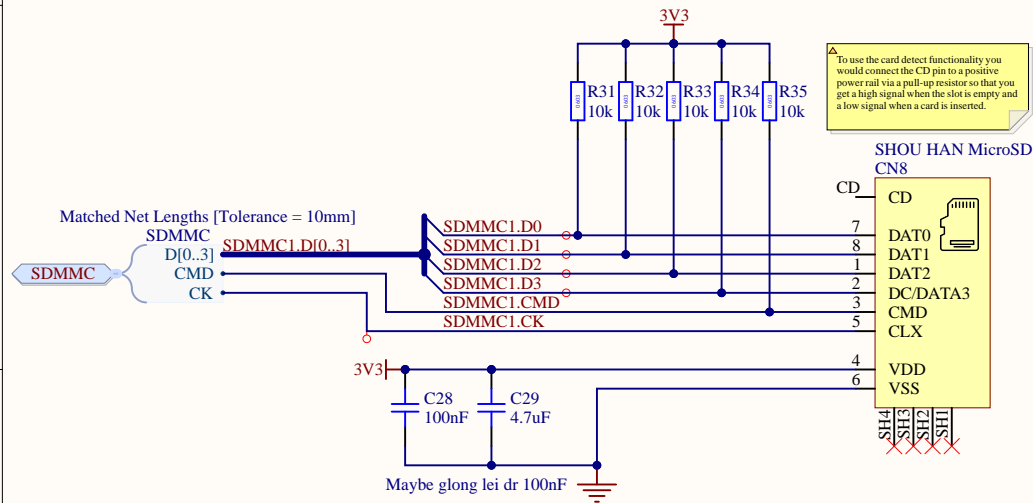 3V3
To use the card detect functionality you
would connect the CD pin to a positive
power rail via a pull-up resistor so that you
get a high signal when the slot is empty and
a low signal when a card is inserted.
0603 R31 10k
0603 R32 10k
0603 R33 10k
0603 R34 10k
0603 R35 10k
SHOU HAN MicroSD
CN8
CD CD
Matched Net Lengths [Tolerance = 10mm]
SDMMC
SDMMC
D[0..3] SDMMC1.D[0..3]
CMD
CK
SDMMC1.D0 7 DAT0
SDMMC1.D1 8 DAT1
SDMMC1.D2 1 DAT2
SDMMC1.D3 2 DC/DATA3
SDMMC1.CMD 3 CMD
SDMMC1.CK 5 CLX
3V3 4 VDD
6 VSS
C28
100nF
C29
4.7uF
SH4 SH3 SH2 SH1
Maybe glong lei dr 100nF